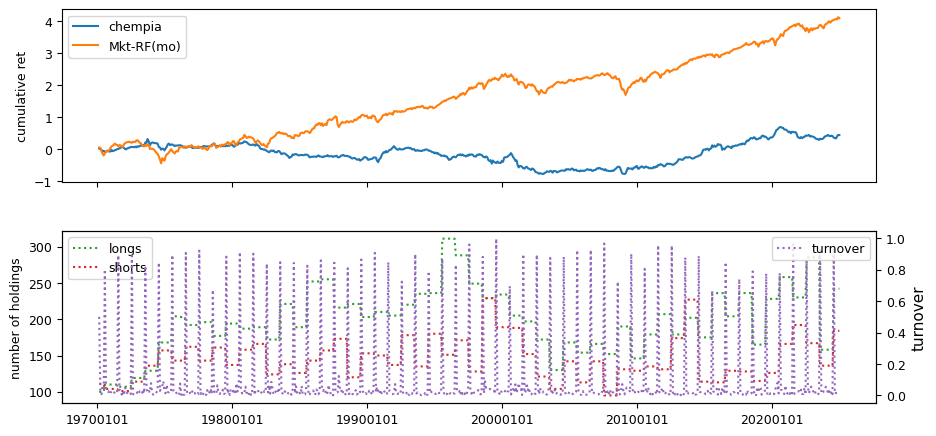 cumulative ret
4
3
2
1
0
−1
chempia
Mkt-RF(mo)
number of holdings
300
250
200
150
100
longs
shorts
turnover
1.0
0.8
0.6
0.4
0.2
0.0
turnover
19700101 19800101 19900101 20000101 20100101 20200101